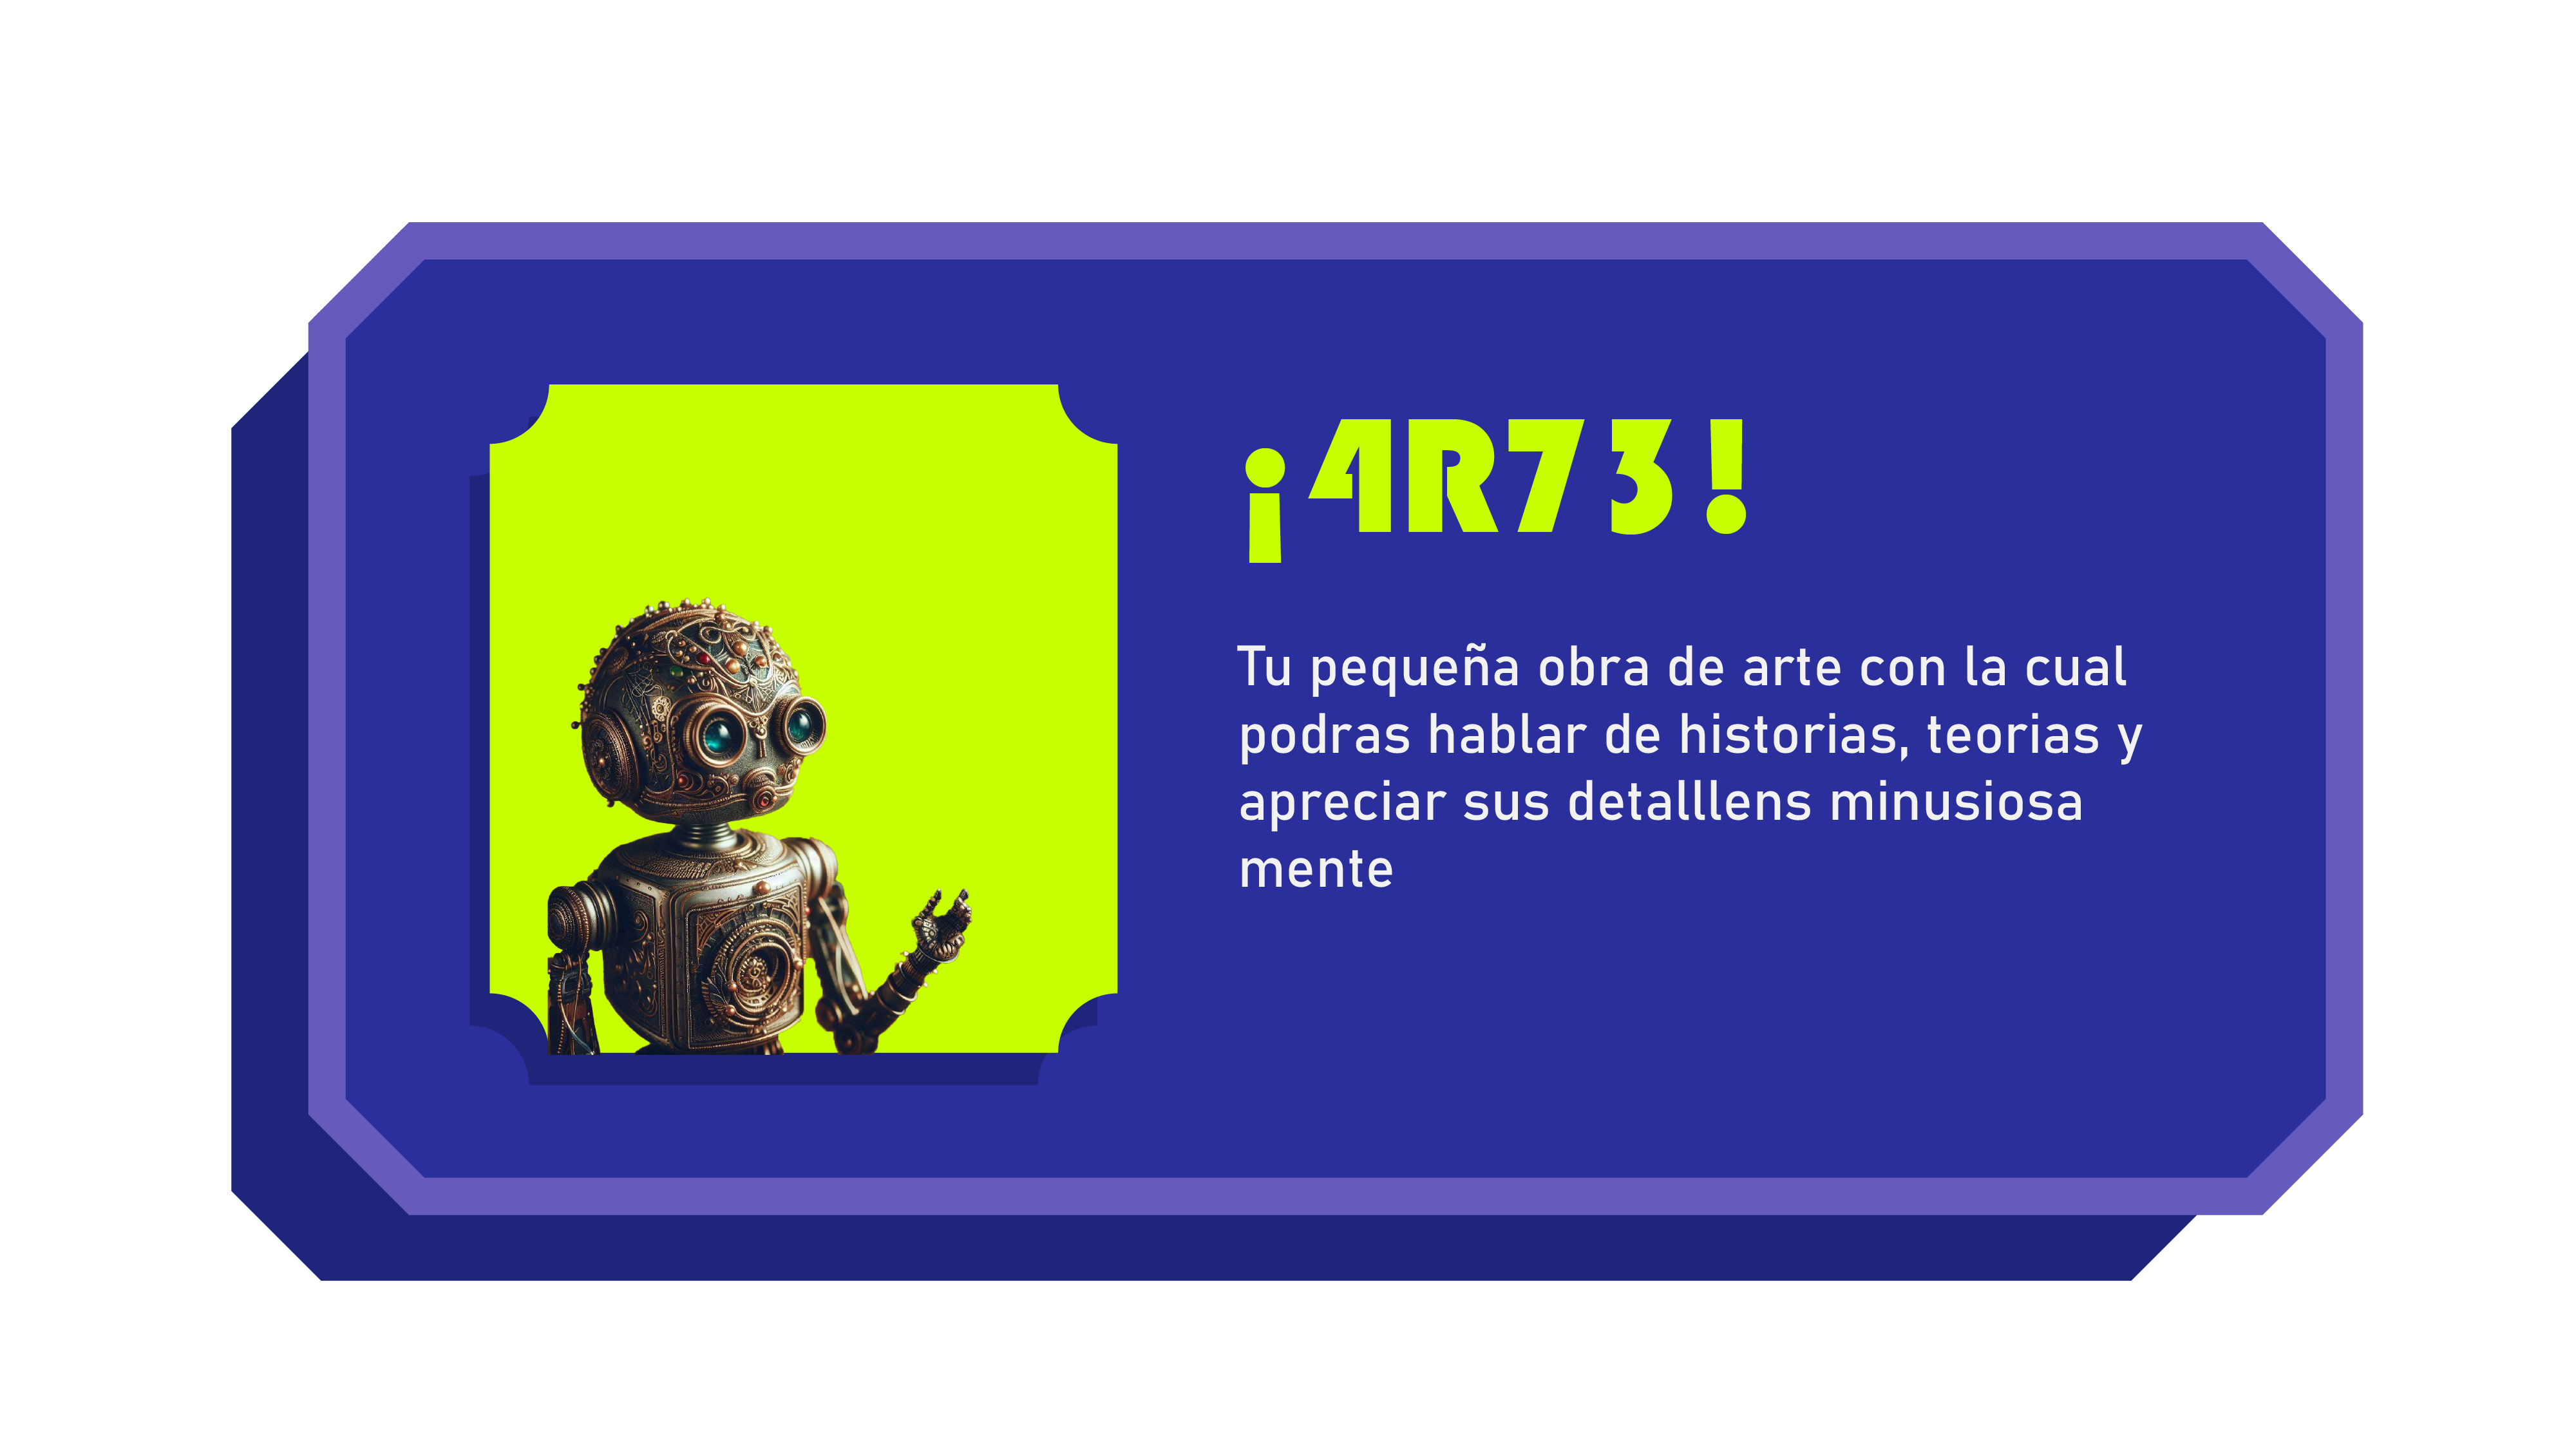 ¡4R73!
Tu pequeña obra de arte con la cual
podras hablar de historias, teorias y
apreciar sus detalllens minusiosa
mente